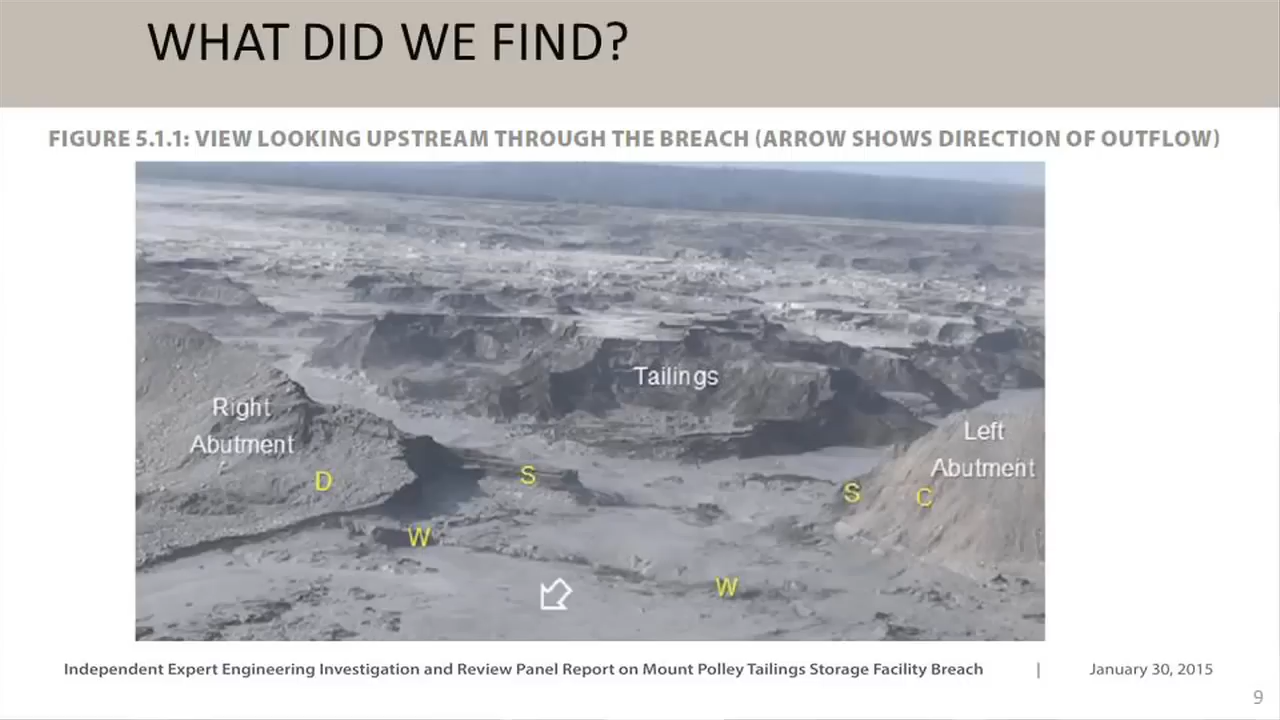 WHAT DID WE FIND?
FIGURE 5.1.1: VIEW LOOKING UPSTREAM THROUGH THE BREACH (ARROW SHOWS DIRECTION OF OUTFLOW)
Tailings
Right
Abutment
Left
Abutment
D
S
S
C
W
W
Independent Expert Engineering Investigation and Review Panel Report on Mount Polley Tailings Storage Facility Breach | January 30, 2015
9